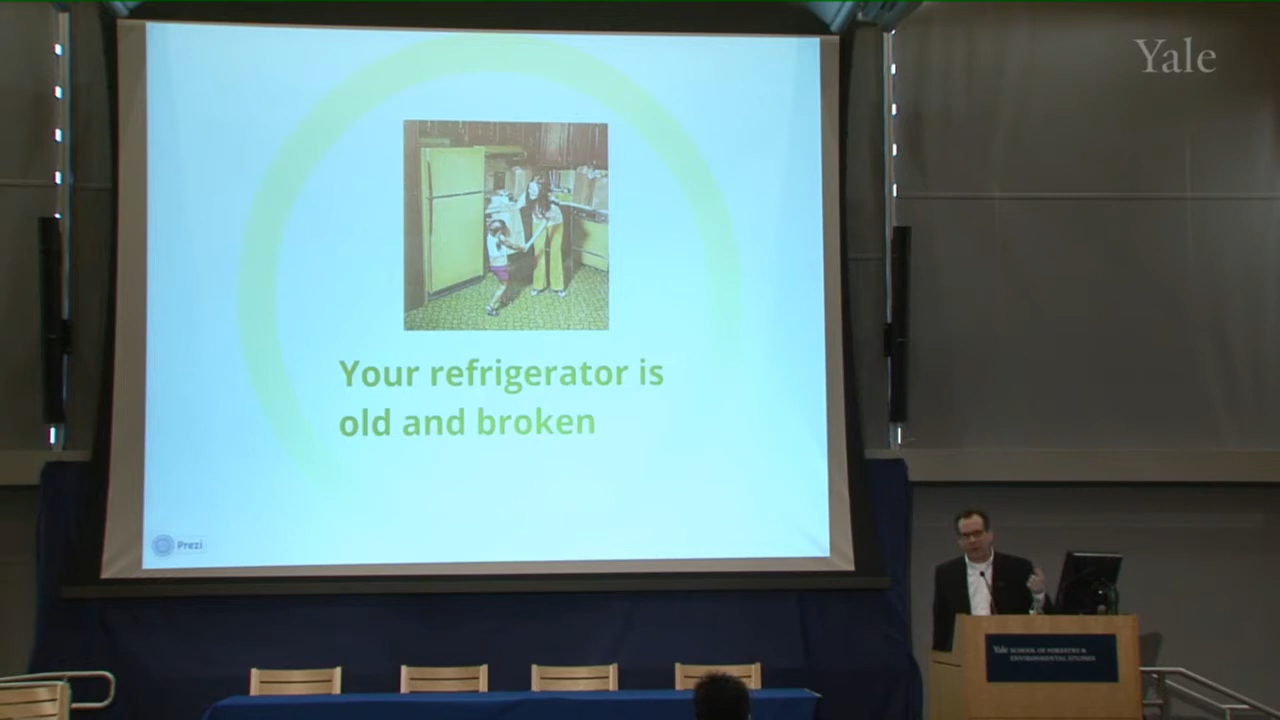 Yale
Your refrigerator is
old and broken
Prezi
Yale SCHOOL OF FORESTRY &
ENVIRONMENTAL STUDIES